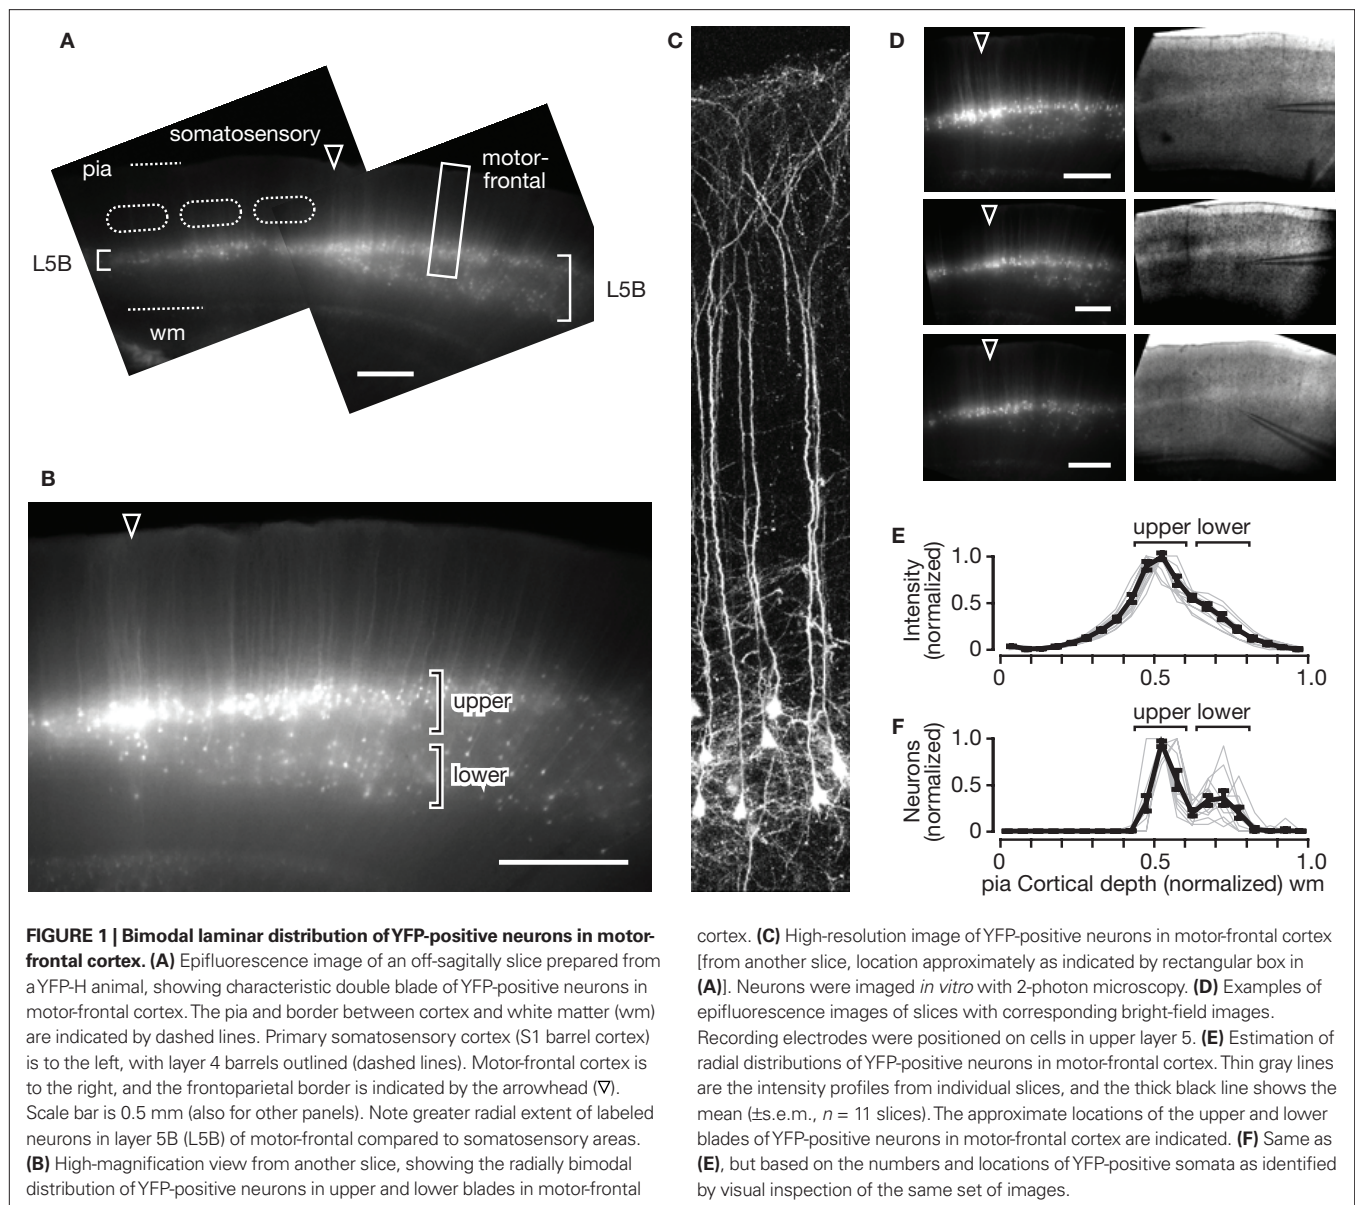 A
somatosensory
pia
motor-
frontal
L5B
L5B
wm
B
upper
lower
C
D
E
upper lower
Intensity
(normalized)
1.0
0.5
0
0
0.5
1.0
F
upper lower
Neurons
(normalized)
1.0
0.5
0
0
0.5
1.0
pia Cortical depth (normalized) wm
FIGURE 1 | Bimodal laminar distribution of YFP-positive neurons in motor-
frontal cortex. (A) Epifluorescence image of an off-sagitally slice prepared from
a YFP-H animal, showing characteristic double blade of YFP-positive neurons in
motor-frontal cortex. The pia and border between cortex and white matter (wm)
are indicated by dashed lines. Primary somatosensory cortex (S1 barrel cortex)
is to the left, with layer 4 barrels outlined (dashed lines). Motor-frontal cortex is
to the right, and the frontoparietal border is indicated by the arrowhead (▽).
Scale bar is 0.5 mm (also for other panels). Note greater radial extent of labeled
neurons in layer 5B (L5B) of motor-frontal compared to somatosensory areas.
(B) High-magnification view from another slice, showing the radially bimodal
distribution of YFP-positive neurons in upper and lower blades in motor-frontal
cortex. (C) High-resolution image of YFP-positive neurons in motor-frontal cortex
[from another slice, location approximately as indicated by rectangular box in
(A)]. Neurons were imaged in vitro with 2-photon microscopy. (D) Examples of
epifluorescence images of slices with corresponding bright-field images.
Recording electrodes were positioned on cells in upper layer 5. (E) Estimation of
radial distributions of YFP-positive neurons in motor-frontal cortex. Thin gray lines
are the intensity profiles from individual slices, and the thick black line shows the
mean (±s.e.m., n = 11 slices). The approximate locations of the upper and lower
blades of YFP-positive neurons in motor-frontal cortex are indicated. (F) Same as
(E), but based on the numbers and locations of YFP-positive somata as identified
by visual inspection of the same set of images.